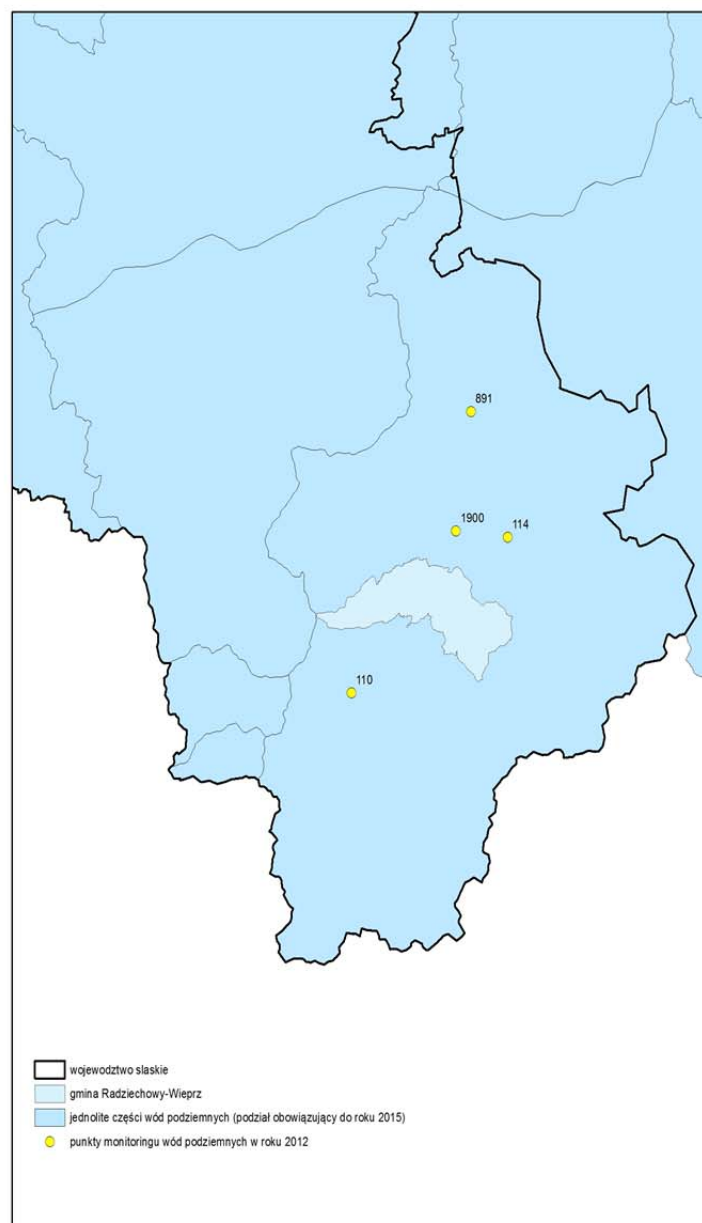 891
1900
114
110
wojewodztwo slaskie
gmina Radziechowy-Wieprz
jednolite części wód podziemnych (podział obowiązujący do roku 2015)
punkty monitoringu wód podziemnych w roku 2012